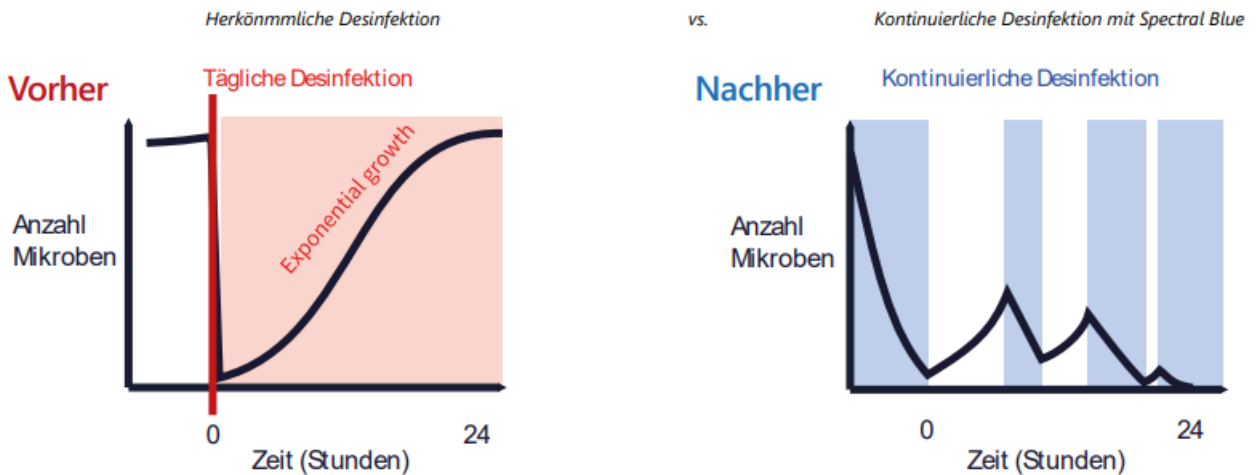 Herkönmmliche Desinfektion
vs.
Kontinuierliche Desinfektion mit Spectral Blue
Vorher
Tägliche Desinfektion
Anzahl
Mikroben
Exponential growth
0
24
Zeit (Stunden)
Nachher
Kontinuierliche Desinfektion
Anzahl
Mikroben
0
24
Zeit (Stunden)